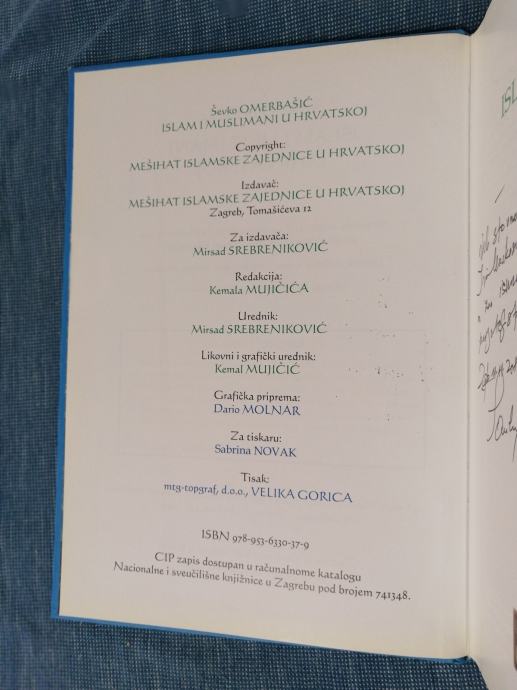 Ševko OMERBAŠIĆ
ISLAM I MUSLIMANI U HRVATSKOJ
Copyright:
MEŠIHAT ISLAMSKE ZAJEDNICE U HRVATSKOJ
Izdavač:
MEŠIHAT ISLAMSKE ZAJEDNICE U HRVATSKOJ
Zagreb, Tomašićeva 12
Za izdavača:
Mirsad SREBRENIKOVIĆ
Redakcija:
Kemala MUJIČIĆA
Urednik:
Mirsad SREBRENIKOVIĆ
Likovni i grafički urednik:
Kemal MUJIČIĆ
Grafička priprema:
Dario MOLNAR
Za tiskaru:
Sabrina NOVAK
Tisak:
mtg-topgraf, d.o.o., VELIKA GORICA
ISBN 978-953-6330-37-9
CIP zapis dostupan u računalnome katalogu
Nacionalne i sveučilišne knjižnice u Zagrebu pod brojem 741348.